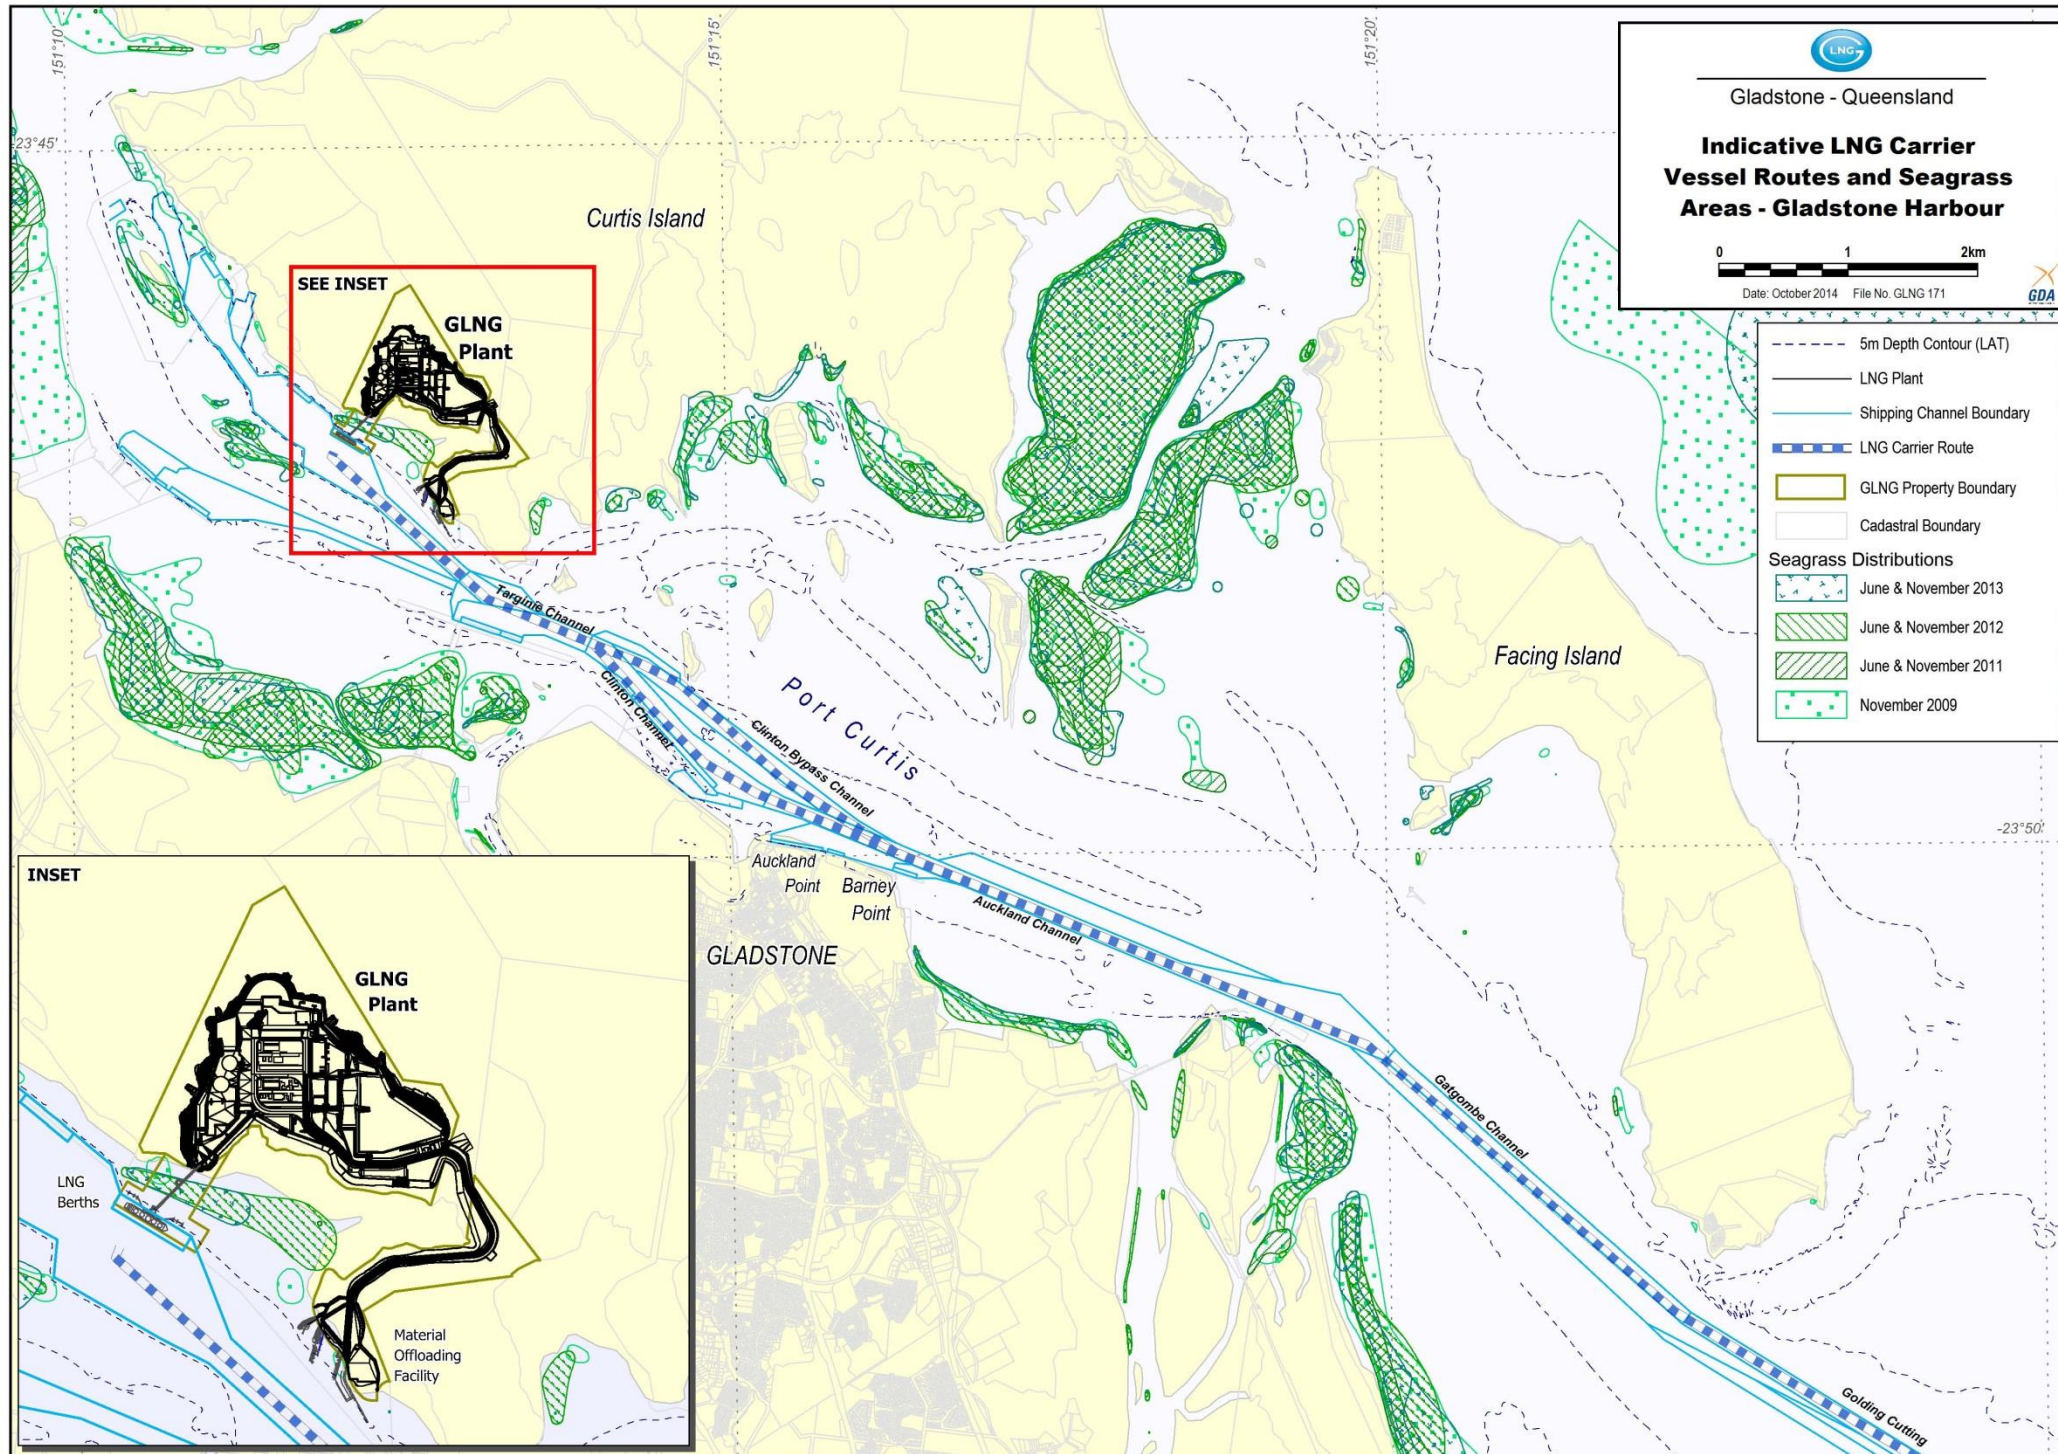 151°10'
151°15'
151°20'
-23°45'
-23°50'
LNG
Gladstone - Queensland
Indicative LNG Carrier
Vessel Routes and Seagrass
Areas - Gladstone Harbour
0 1 2km
Date: October 2014 File No. GLNG 171
GDA
5m Depth Contour (LAT)
LNG Plant
Shipping Channel Boundary
LNG Carrier Route
GLNG Property Boundary
Cadastral Boundary
Seagrass Distributions
June & November 2013
June & November 2012
June & November 2011
November 2009
Curtis Island
SEE INSET
GLNG
Plant
Targinie Channel
Clinton Channel
Clinton Bypass Channel
Port Curtis
Facing Island
Auckland
Point
Barney
Point
Auckland Channel
GLADSTONE
Gatcombe Channel
Golding Cutting
INSET
GLNG
Plant
LNG
Berths
Material
Offloading
Facility